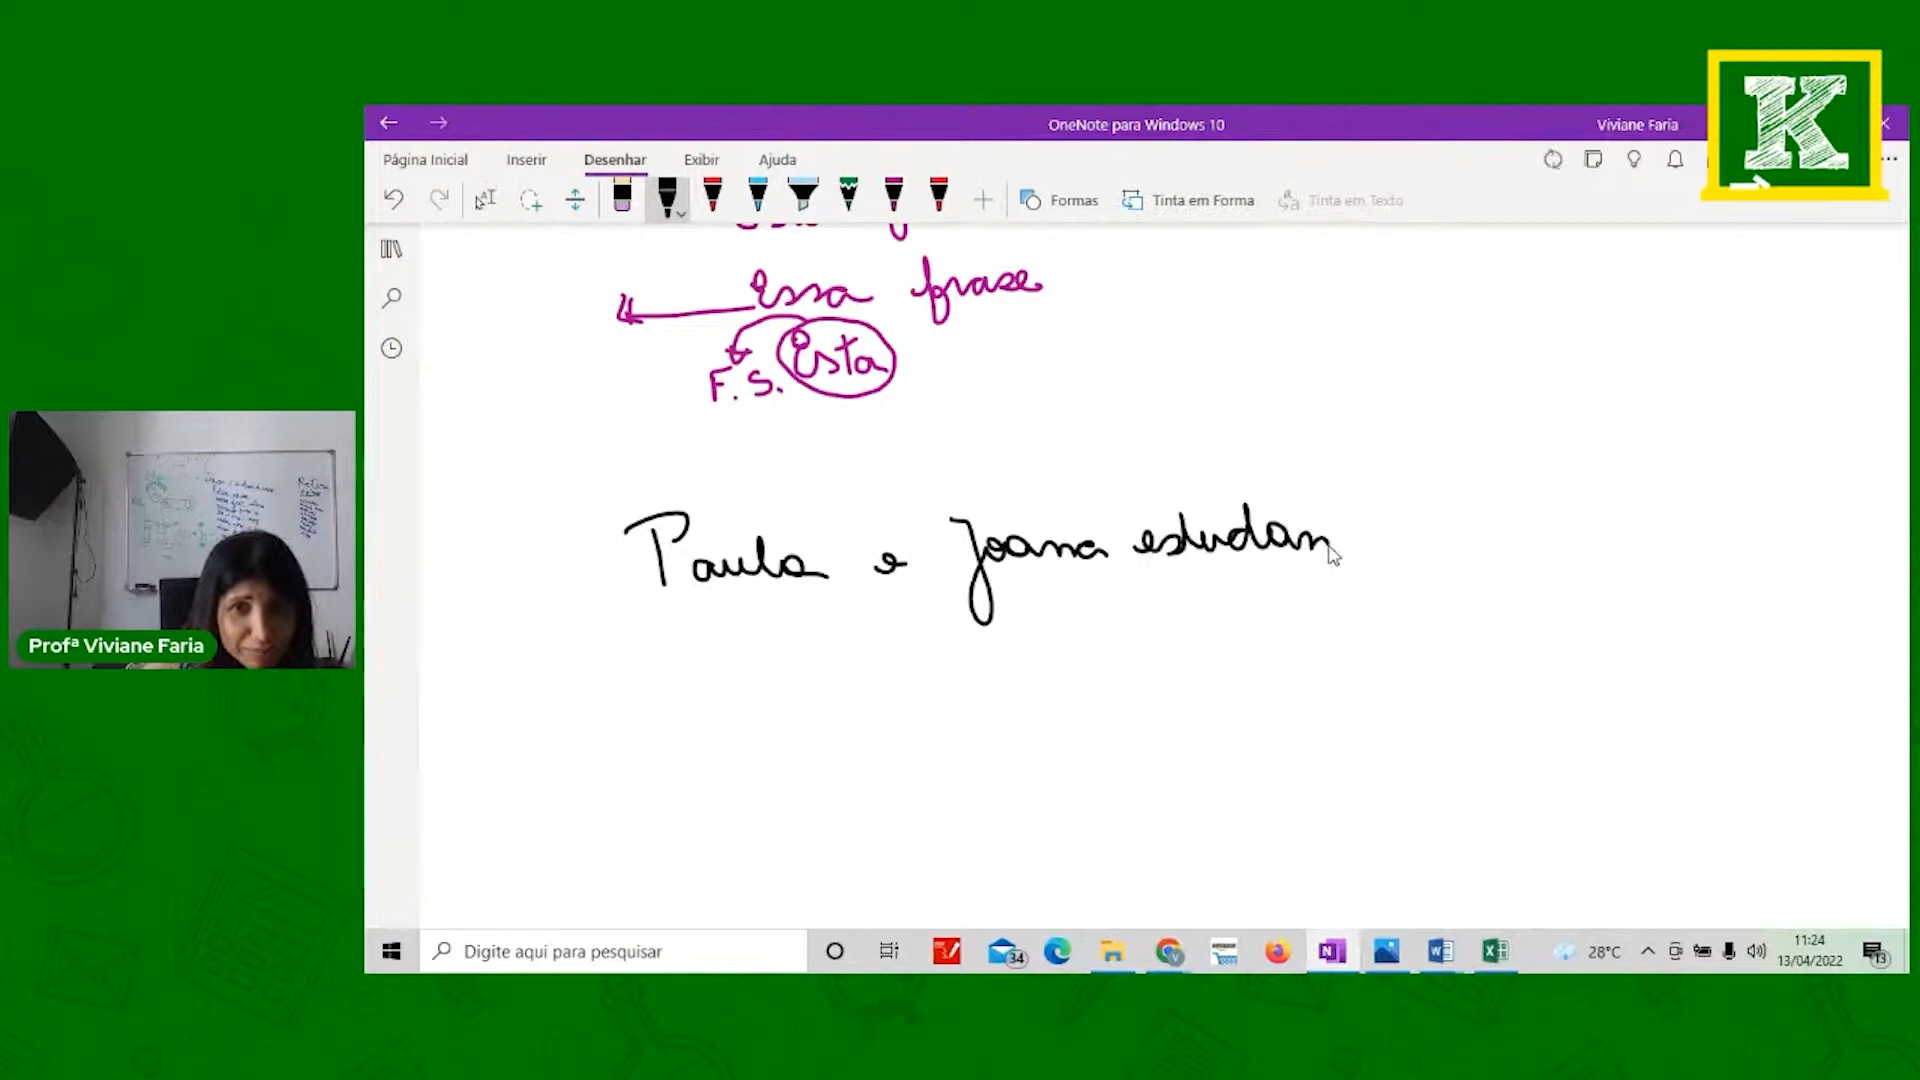 K
OneNote para Windows 10
Viviane Faria
Página Inicial Inserir Desenhar Exibir Ajuda
Formas Tinta em Forma Tinta em Texto
Essa frase
F. S. Esta
Paula e Joana estudam
Profª Viviane Faria
Digite aqui para pesquisar
34
28°C
11:24
13/04/2022
13